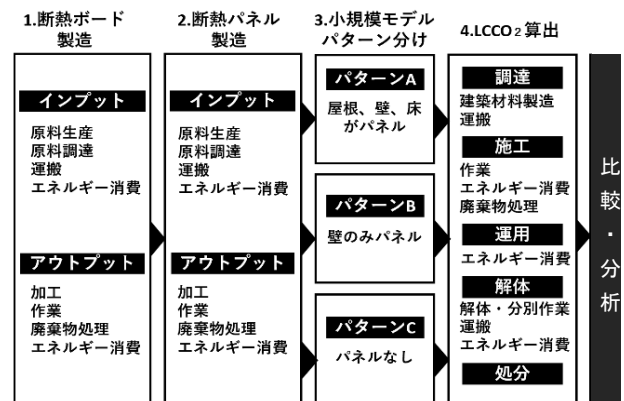 1.断熱ボード
製造
インプット
原料生産
原料調達
運搬
エネルギー消費
アウトプット
加工
作業
廃棄物処理
エネルギー消費
2.断熱パネル
製造
インプット
原料生産
原料調達
運搬
エネルギー消費
アウトプット
加工
作業
廃棄物処理
エネルギー消費
3.小規模モデル
パターン分け
パターンA
屋根、壁、床
がパネル
パターンB
壁のみパネル
パターンC
パネルなし
4.LCCO₂算出
調達
建築材料製造
運搬
施工
作業
エネルギー消費
廃棄物処理
運用
エネルギー消費
解体
解体・分別作業
運搬
エネルギー消費
処分
比較・分析